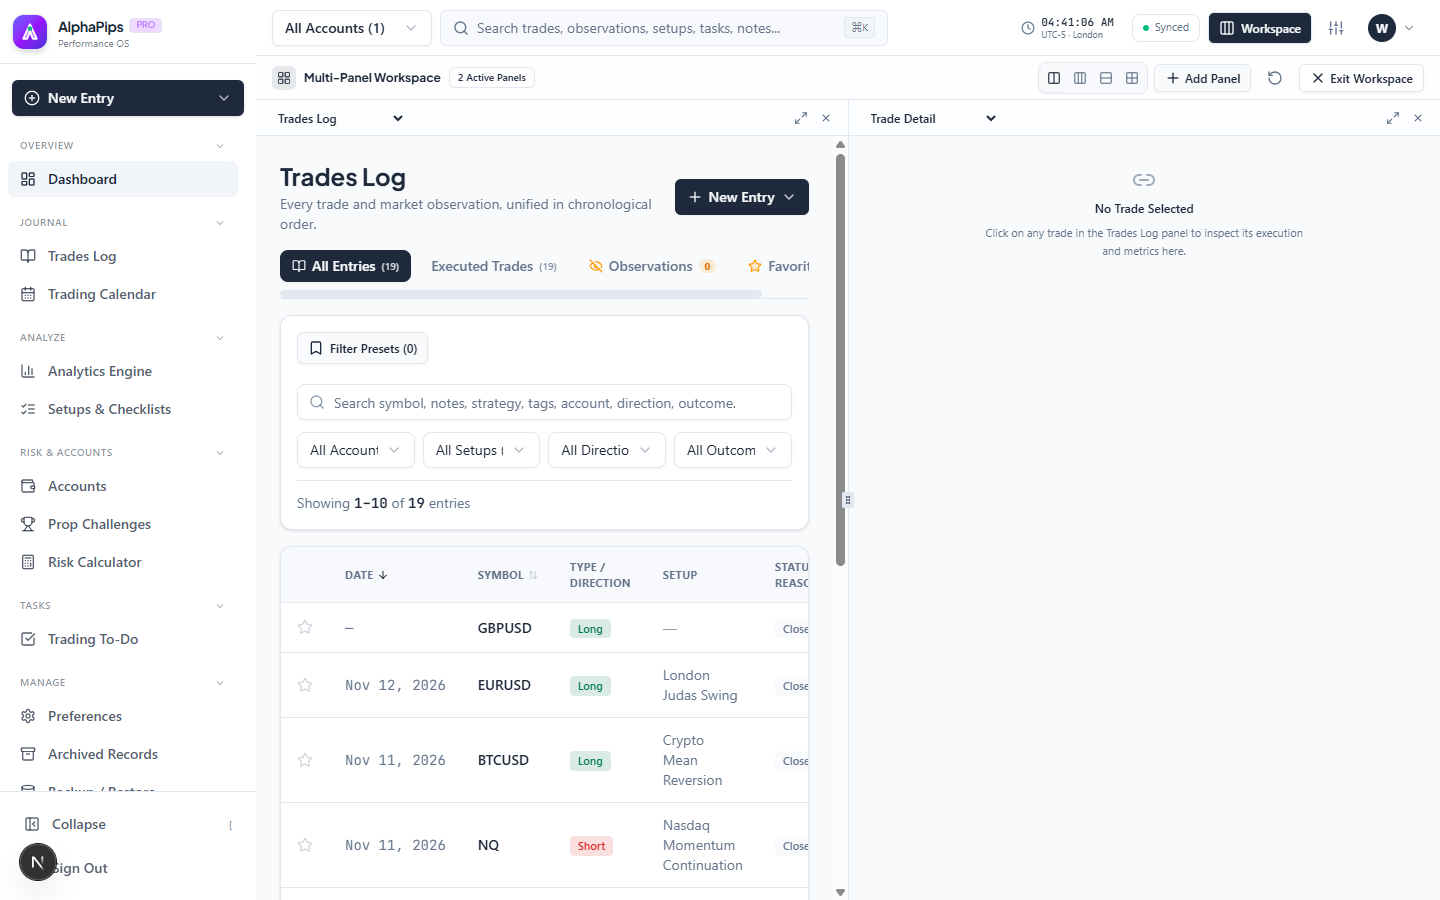 AlphaPips PRO
Performance OS
All Accounts (1)
Search trades, observations, setups, tasks, notes...
⌘K
04:41:06 AM
UTC-5 · London
Synced
Workspace
W
New Entry
OVERVIEW
Dashboard
JOURNAL
Trades Log
Trading Calendar
ANALYZE
Analytics Engine
Setups & Checklists
RISK & ACCOUNTS
Accounts
Prop Challenges
Risk Calculator
TASKS
Trading To-Do
MANAGE
Preferences
Archived Records
Backup / Restore
Collapse [
N
Sign Out
Multi-Panel Workspace
2 Active Panels
Add Panel
Exit Workspace
Trades Log
Trades Log
New Entry
Every trade and market observation, unified in chronological
order.
All Entries (19)
Executed Trades (19)
Observations 0
Favorit
Filter Presets (0)
Search symbol, notes, strategy, tags, account, direction, outcome.
All Account
All Setups (
All Directio
All Outcom
Showing 1-10 of 19 entries
DATE ↓ SYMBOL TYPE / DIRECTION SETUP STATU REASO
— GBPUSD Long — Close
Nov 12, 2026 EURUSD Long London Judas Swing Close
Nov 11, 2026 BTCUSD Long Crypto Mean Reversion Close
Nov 11, 2026 NQ Short Nasdaq Momentum Continuation Close
Trade Detail
No Trade Selected
Click on any trade in the Trades Log panel to inspect its execution
and metrics here.